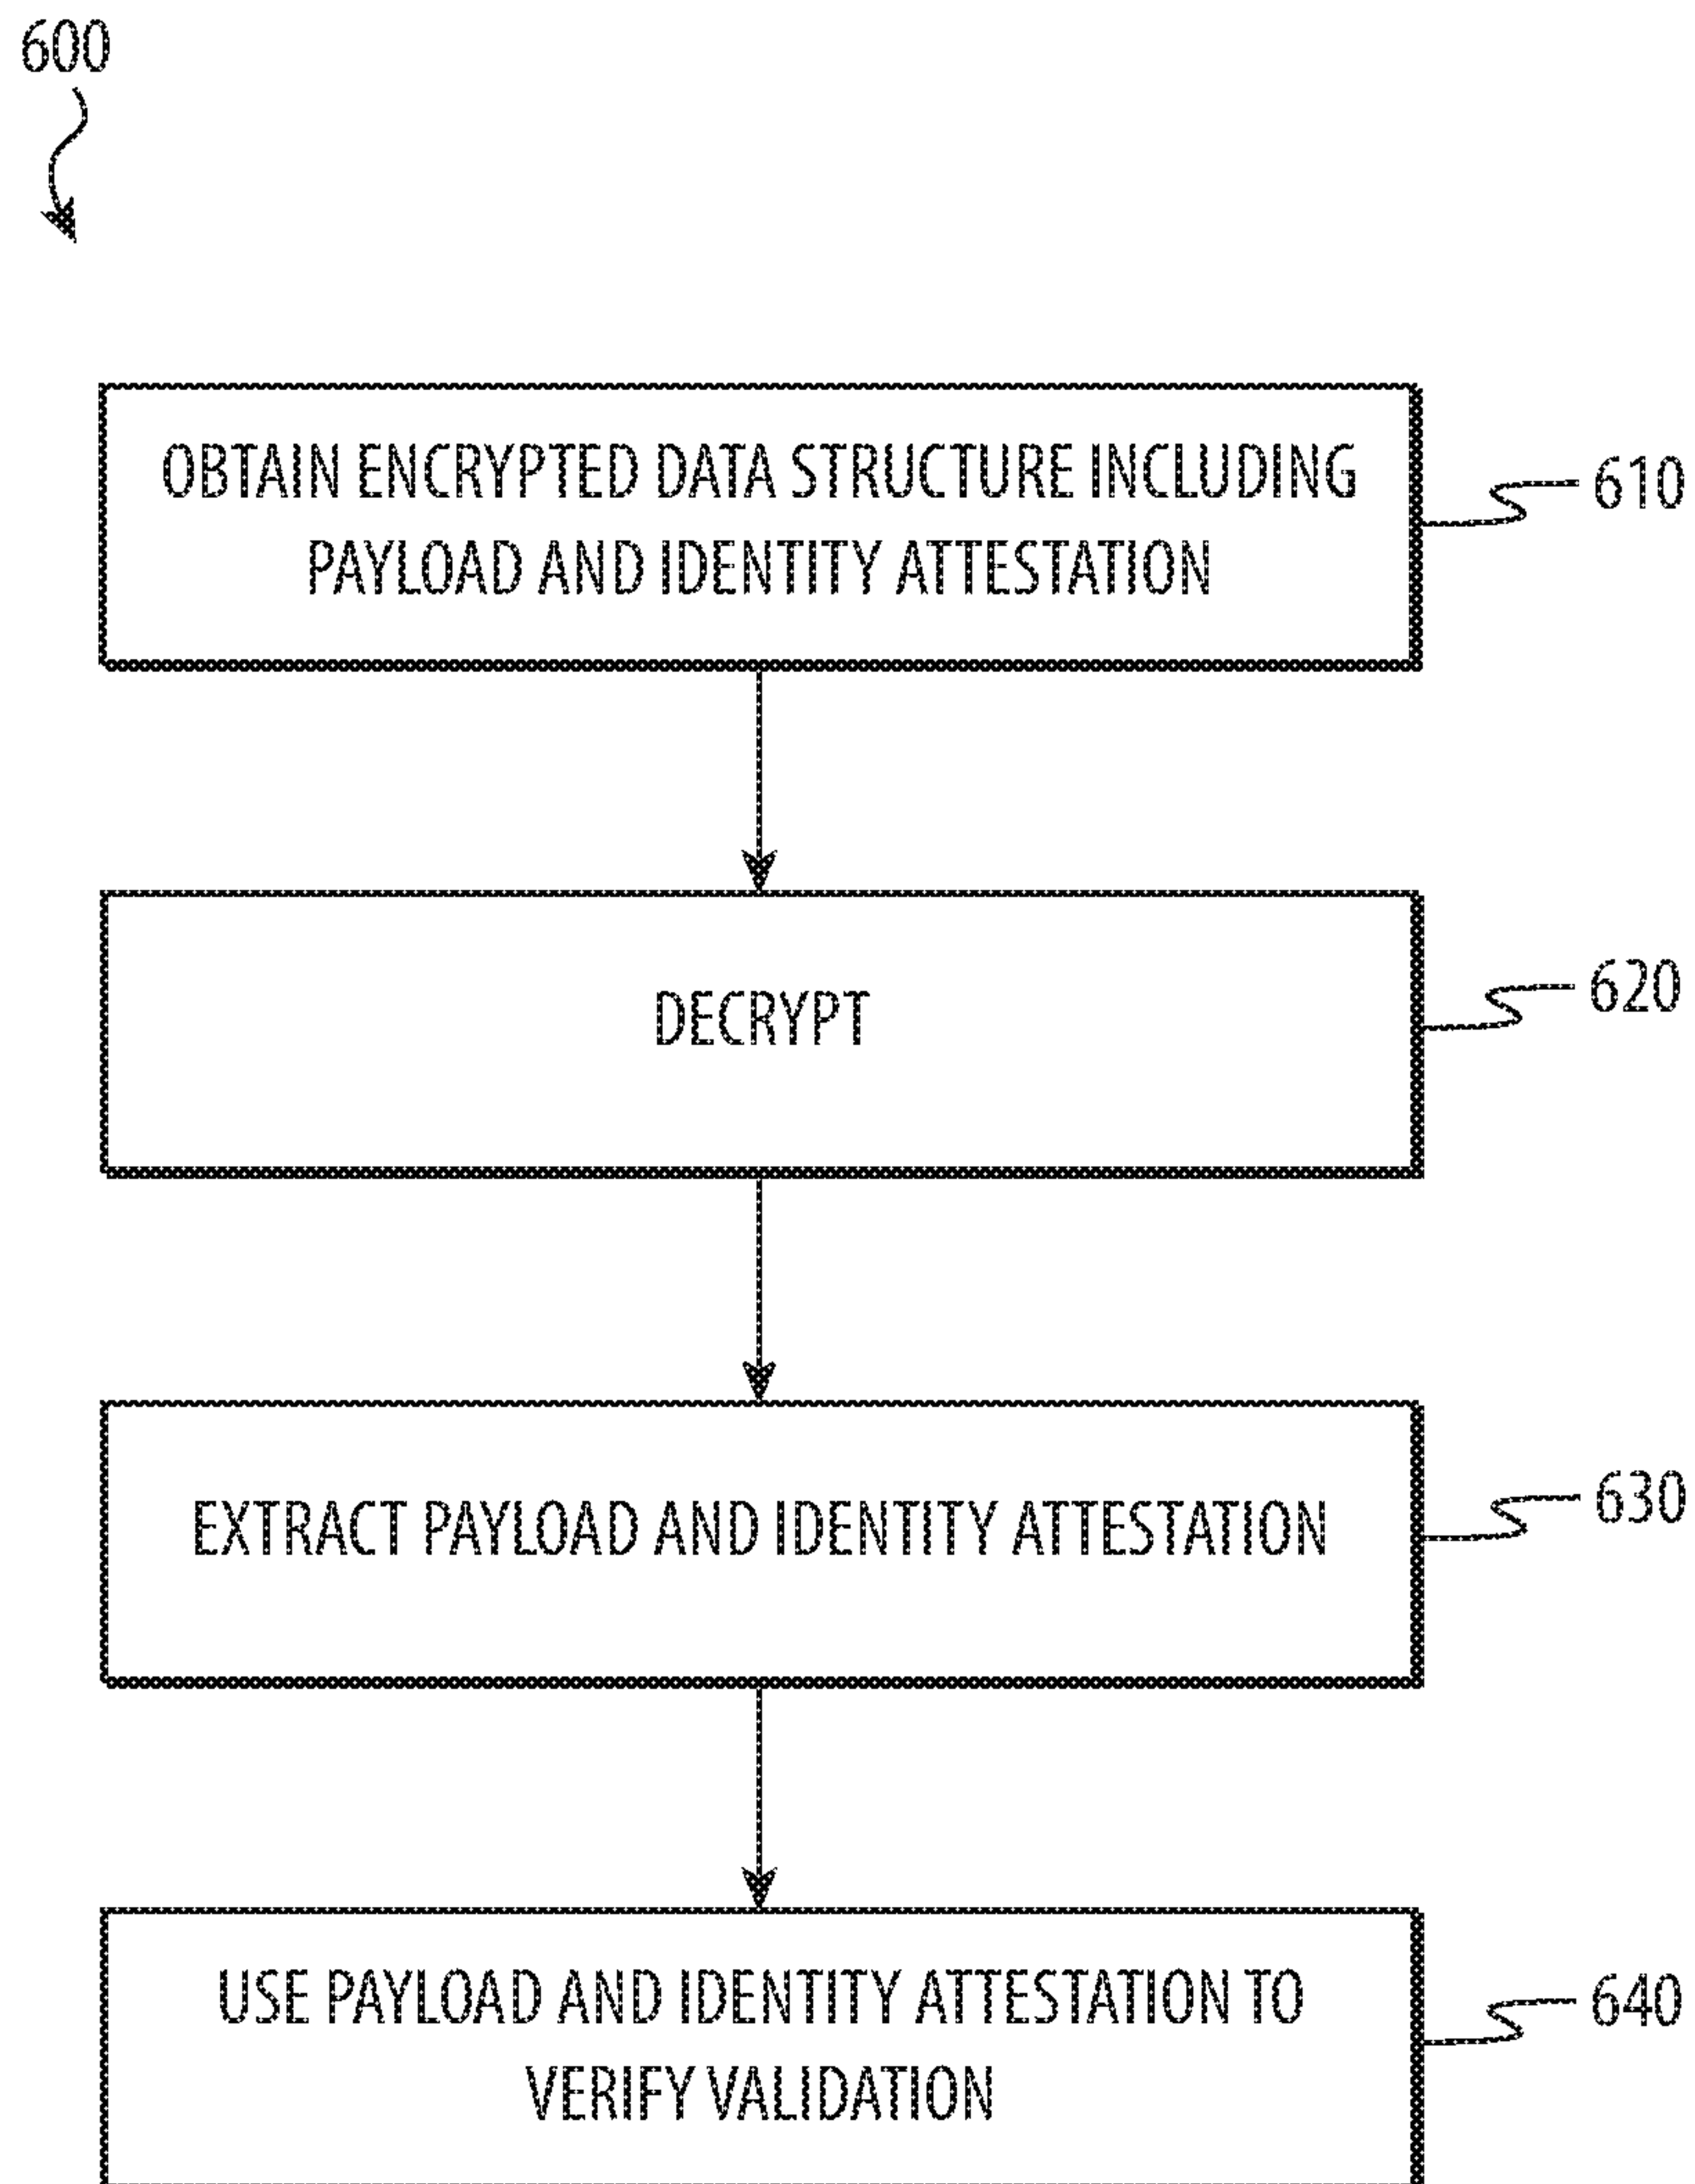 600
OBTAIN ENCRYPTED DATA STRUCTURE INCLUDING
PAYLOAD AND IDENTITY ATTESTATION
610
DECRYPT
620
EXTRACT PAYLOAD AND IDENTITY ATTESTATION
630
USE PAYLOAD AND IDENTITY ATTESTATION TO
VERIFY VALIDATION
640